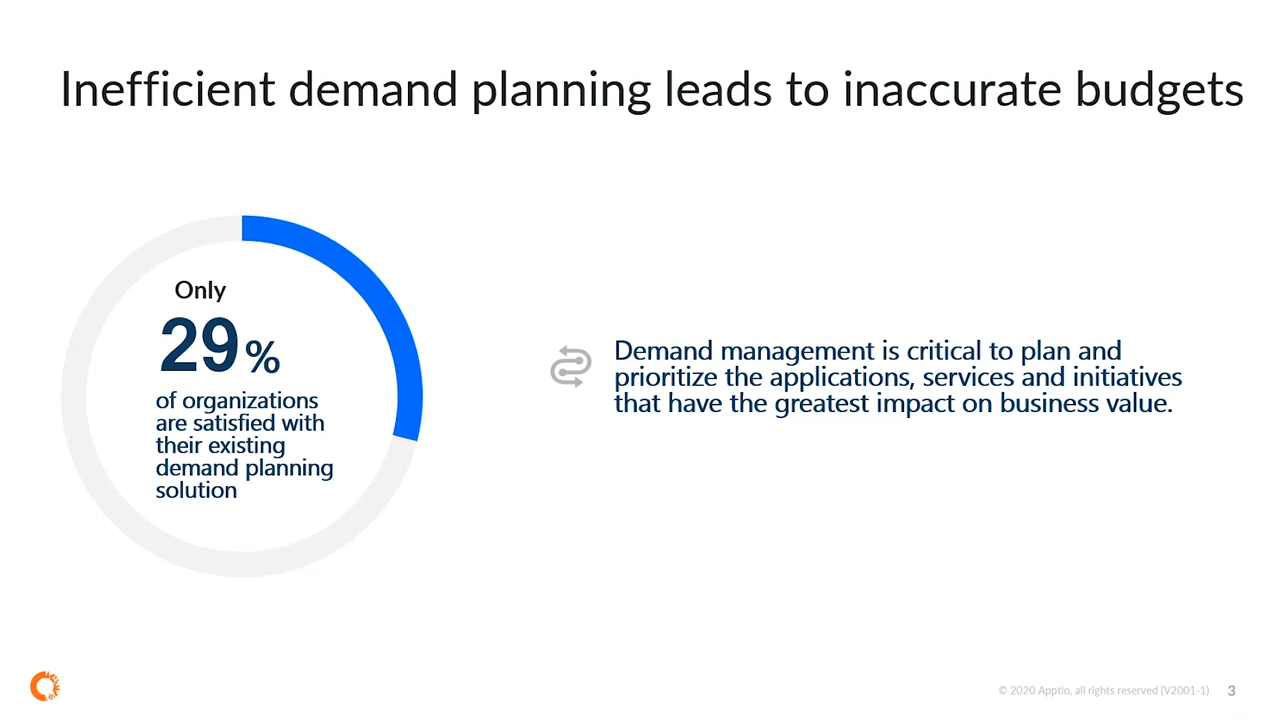 Inefficient demand planning leads to inaccurate budgets
Only
29%
of organizations
are satisfied with
their existing
demand planning
solution
Demand management is critical to plan and
prioritize the applications, services and initiatives
that have the greatest impact on business value.
© 2020 Apptio, all rights reserved (V2001-1) 3